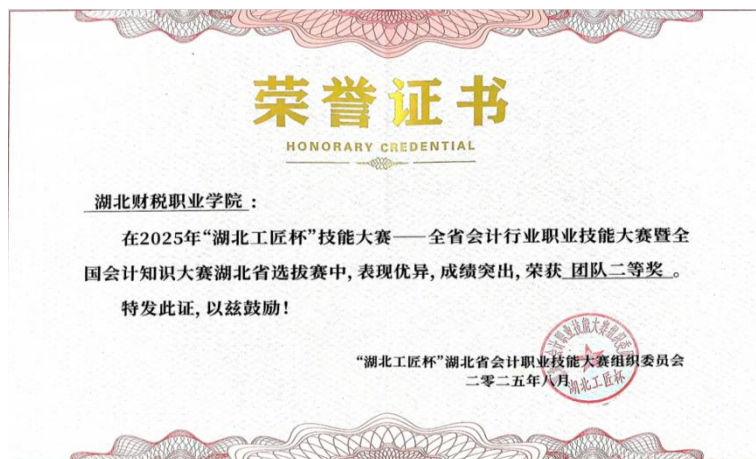 荣誉证书
HONORARY CREDENTIAL
湖北财税职业学院：
在2025年“湖北工匠杯”技能大赛——全省会计行业职业技能大赛暨全
国会计知识大赛湖北省选拔赛中，表现优异，成绩突出，荣获 团队二等奖 。
特发此证，以兹鼓励！
“湖北工匠杯”湖北省会计职业技能大赛组织委员会
二零二五年八月
湖北工匠杯